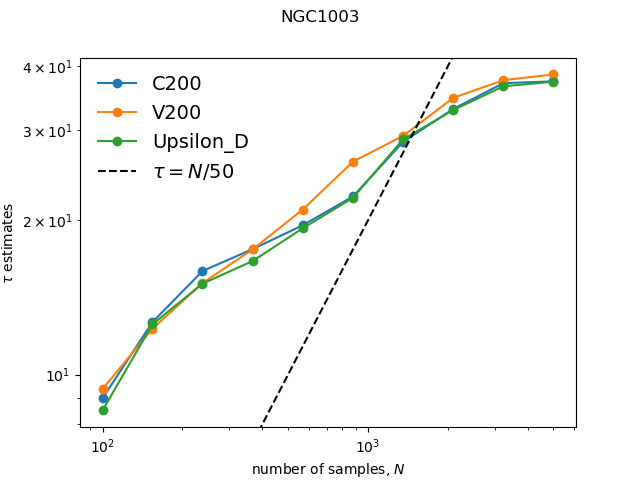 NGC1003
4 × 10¹
3 × 10¹
2 × 10¹
10¹
τ estimates
C200
V200
Upsilon_D
τ = N/50
10² 10³
number of samples, N